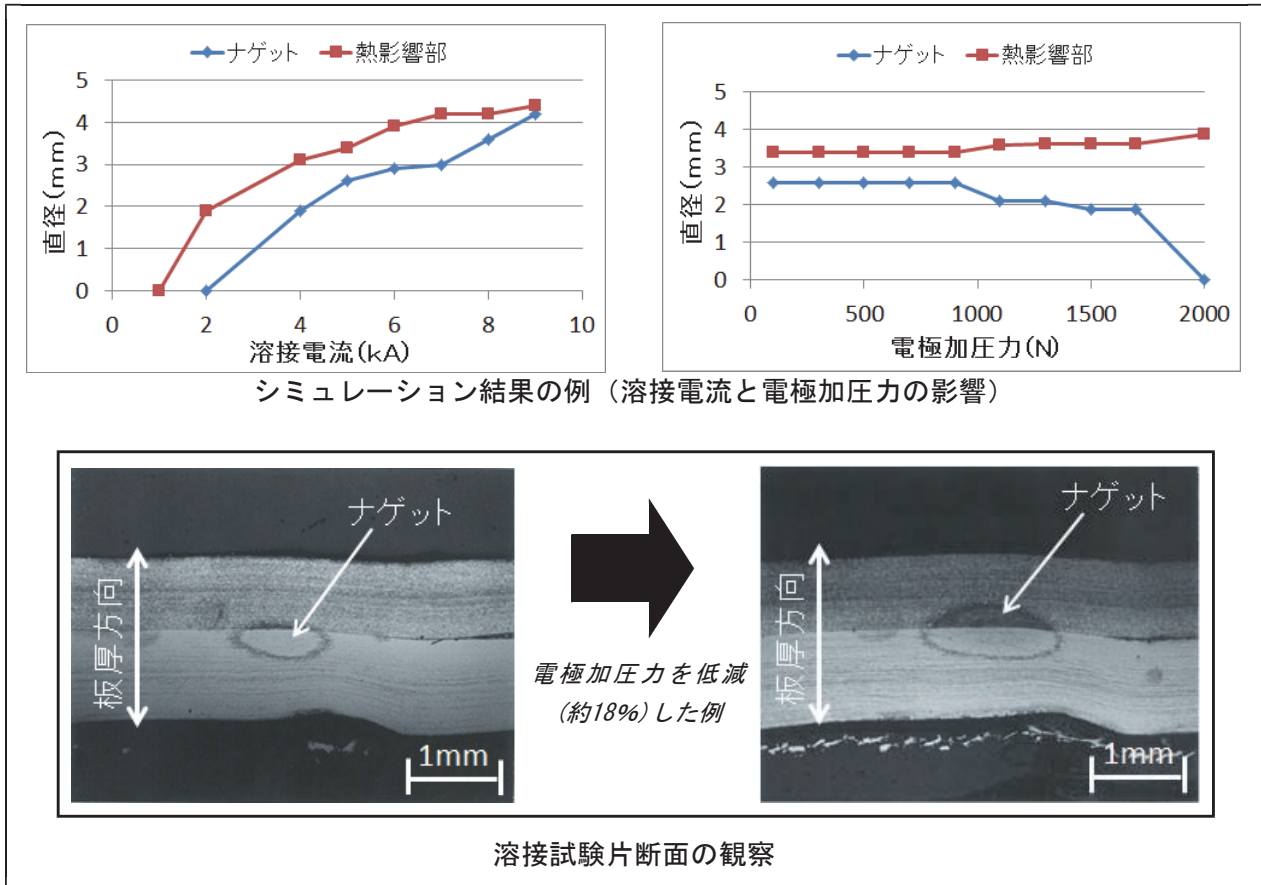 ナゲット 熱影響部
5
4
3
2
1
0
直径(mm)
0 2 4 6 8 10
溶接電流(kA)
ナゲット 熱影響部
5
4
3
2
1
0
直径(mm)
0 500 1000 1500 2000
電極加圧力(N)
シミュレーション結果の例（溶接電流と電極加圧力の影響）
ナゲット
板厚方向
1mm
電極加圧力を低減
(約18%)した例
ナゲット
板厚方向
1mm
溶接試験片断面の観察